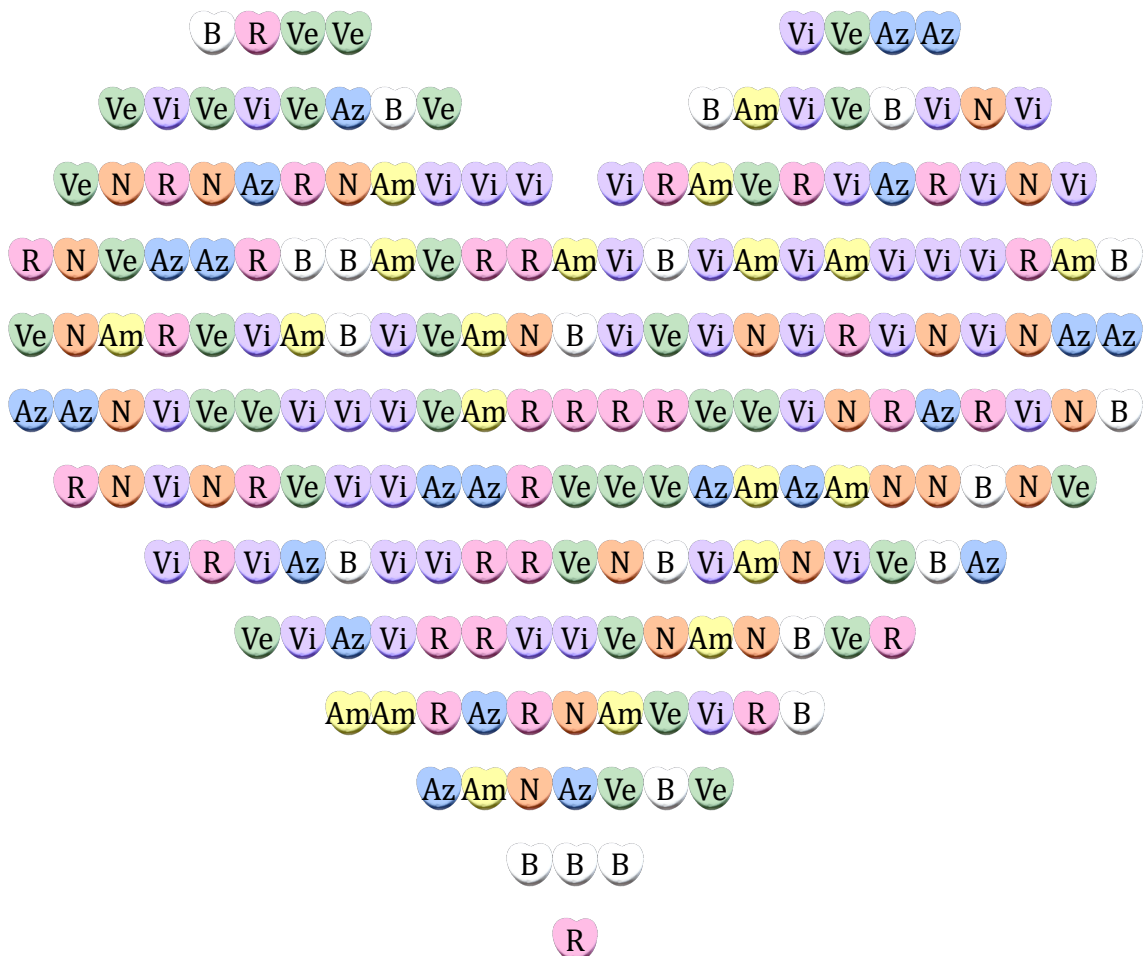 B R Ve Ve Vi Ve Az Az
Ve Vi Ve Vi Ve Az B Ve B Am Vi Ve B Vi N Vi
Ve N R N Az R N Am Vi Vi Vi Vi R Am Ve R Vi Az R Vi N Vi
R N Ve Az Az R B B Am Ve R R Am Vi B Vi Am Vi Am Vi Vi Vi R Am B
Ve N Am R Ve Vi Am B Vi Ve Am N B Vi Ve Vi N Vi R Vi N Vi N Az Az
Az Az N Vi Ve Ve Vi Vi Vi Ve Am R R R R Ve Ve Vi N R Az R Vi N B
R N Vi N R Ve Vi Vi Az Az R Ve Ve Ve Az Am Az Am N N B N Ve
Vi R Vi Az B Vi Vi R R Ve N B Vi Am N Vi Ve B Az
Ve Vi Az Vi R R Vi Vi Ve N Am N B Ve R
Am Am R Az R N Am Ve Vi R B
Az Am N Az Ve B Ve
B B B
R